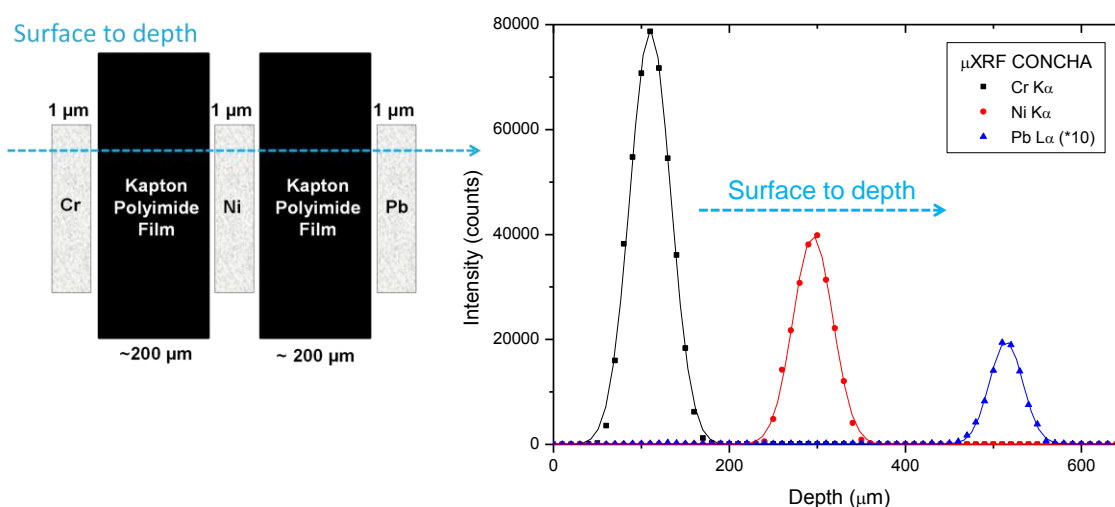 Surface to depth
1 µm
1 µm
1 µm
Cr
Kapton
Polyimide
Film
Ni
Kapton
Polyimide
Film
Pb
~200 µm
~ 200 µm
80000
60000
40000
20000
0
Intensity (counts)
µXRF CONCHA
Cr Kα
Ni Kα
Pb Lα (*10)
Surface to depth
0
200
400
600
Depth (µm)